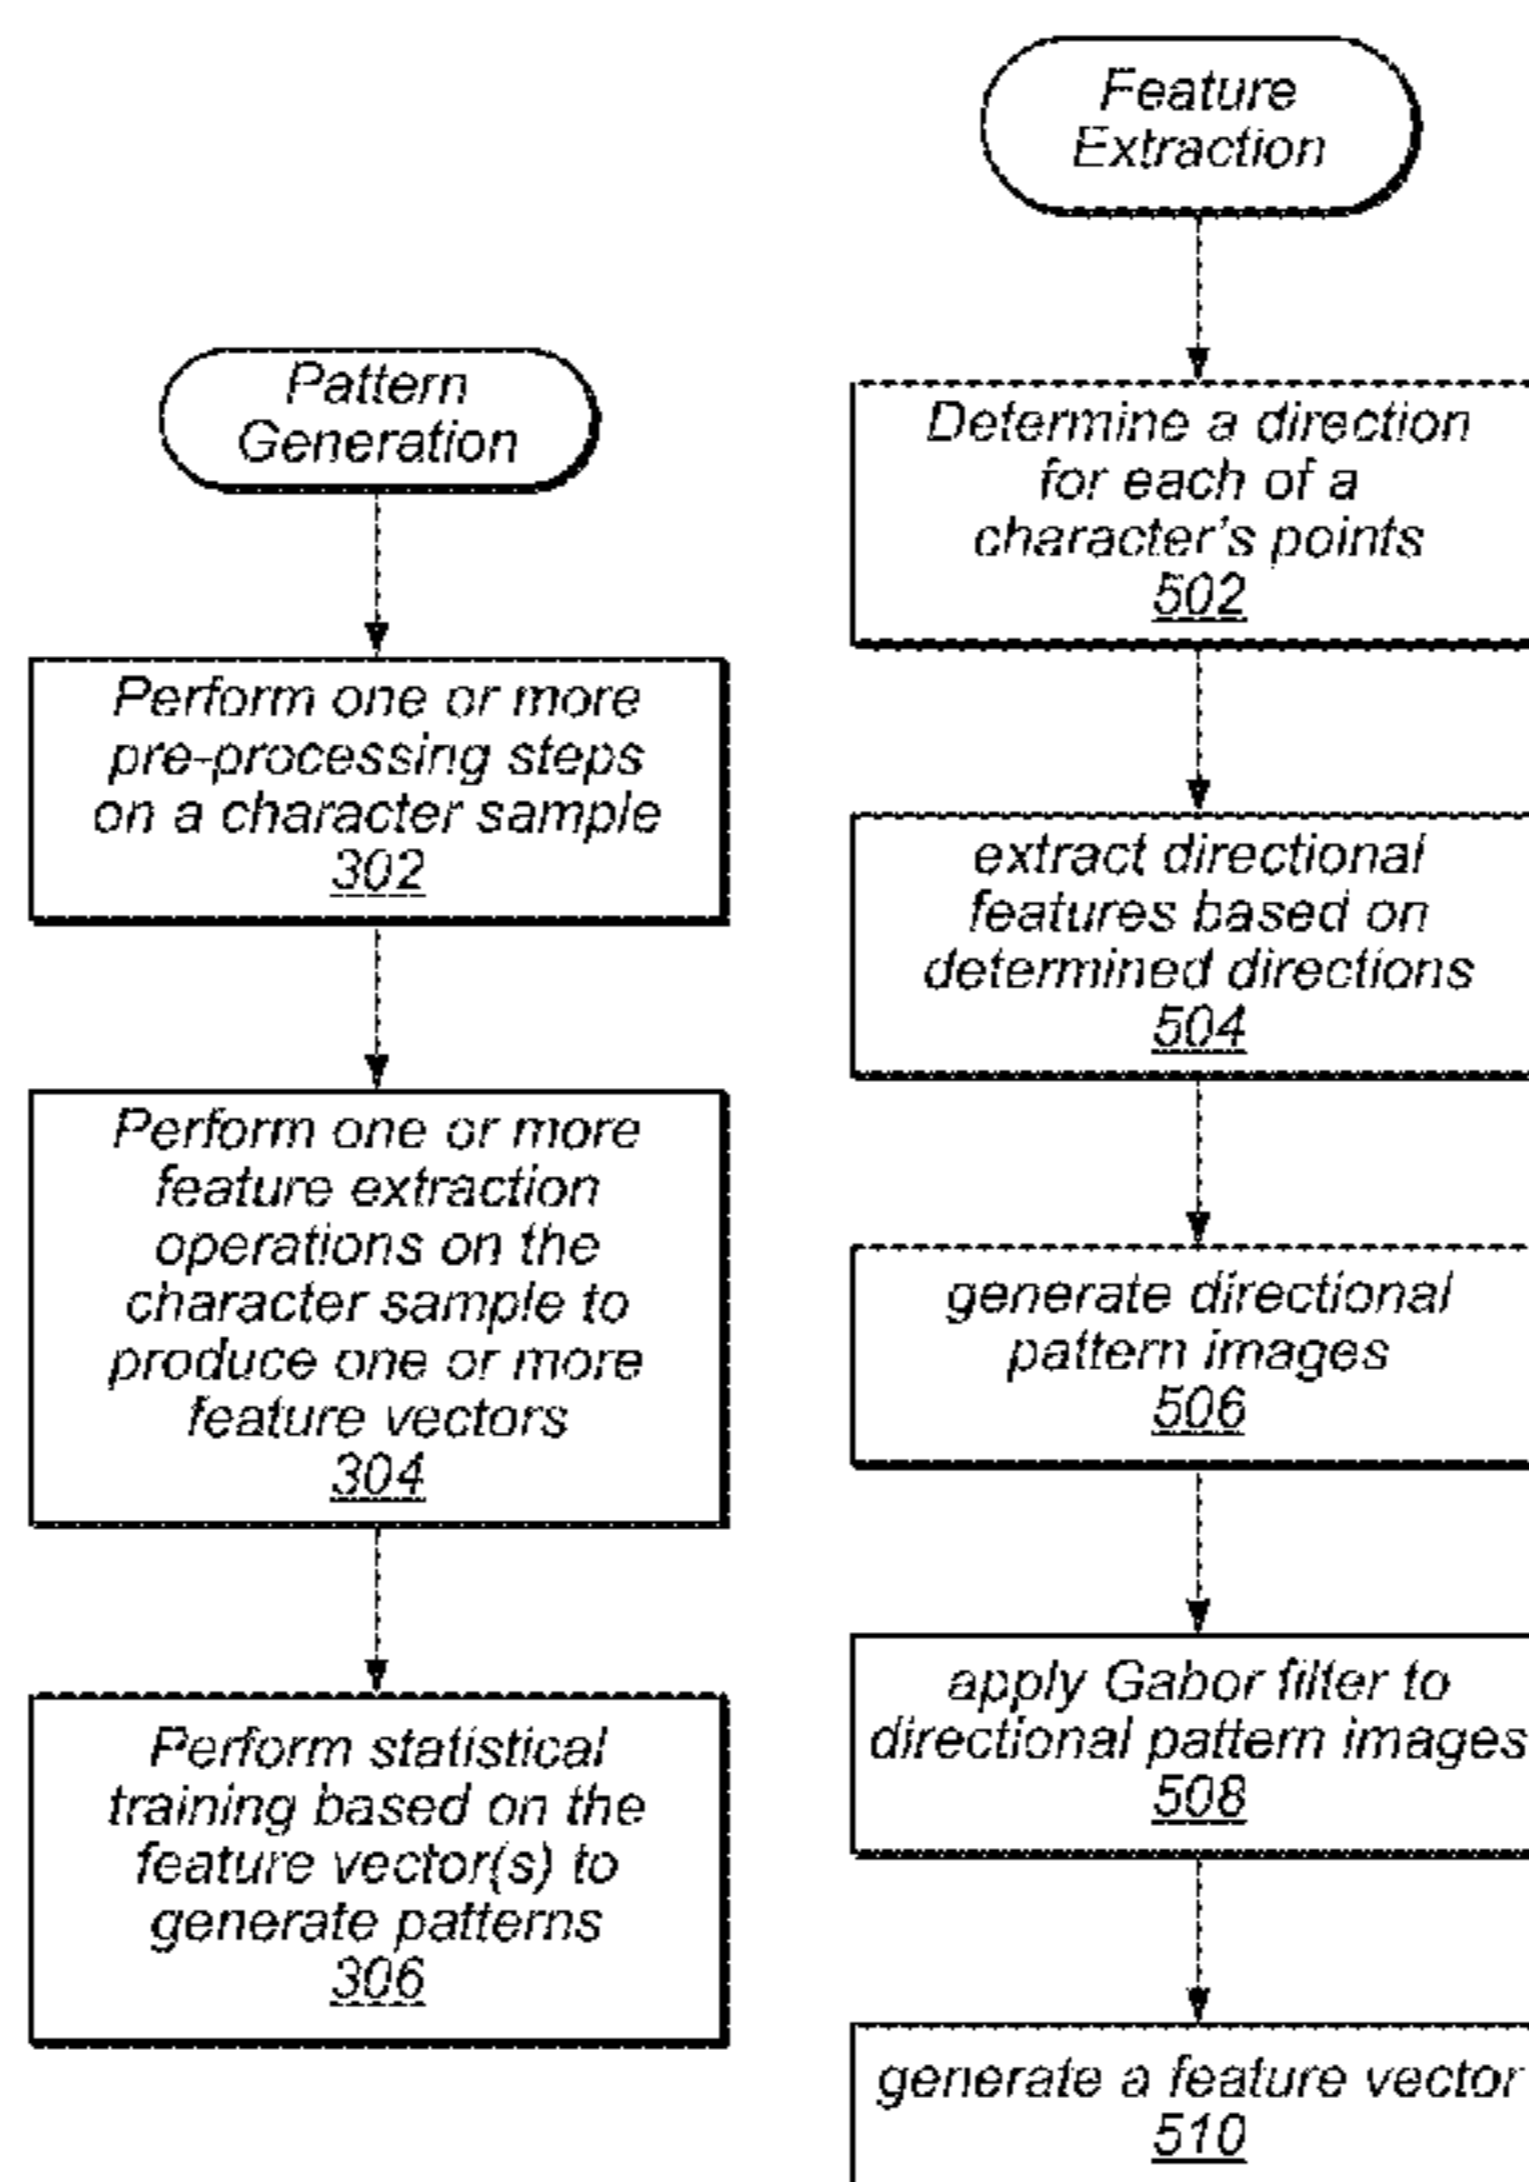 Pattern
Generation
Perform one or more
pre-processing steps
on a character sample
302
Perform one or more
feature extraction
operations on the
character sample to
produce one or more
feature vectors
304
Perform statistical
training based on the
feature vector(s) to
generate patterns
306
Feature
Extraction
Determine a direction
for each of a
character's points
502
extract directional
features based on
determined directions
504
generate directional
pattern images
506
apply Gabor filter to
directional pattern images
508
generate a feature vector
510